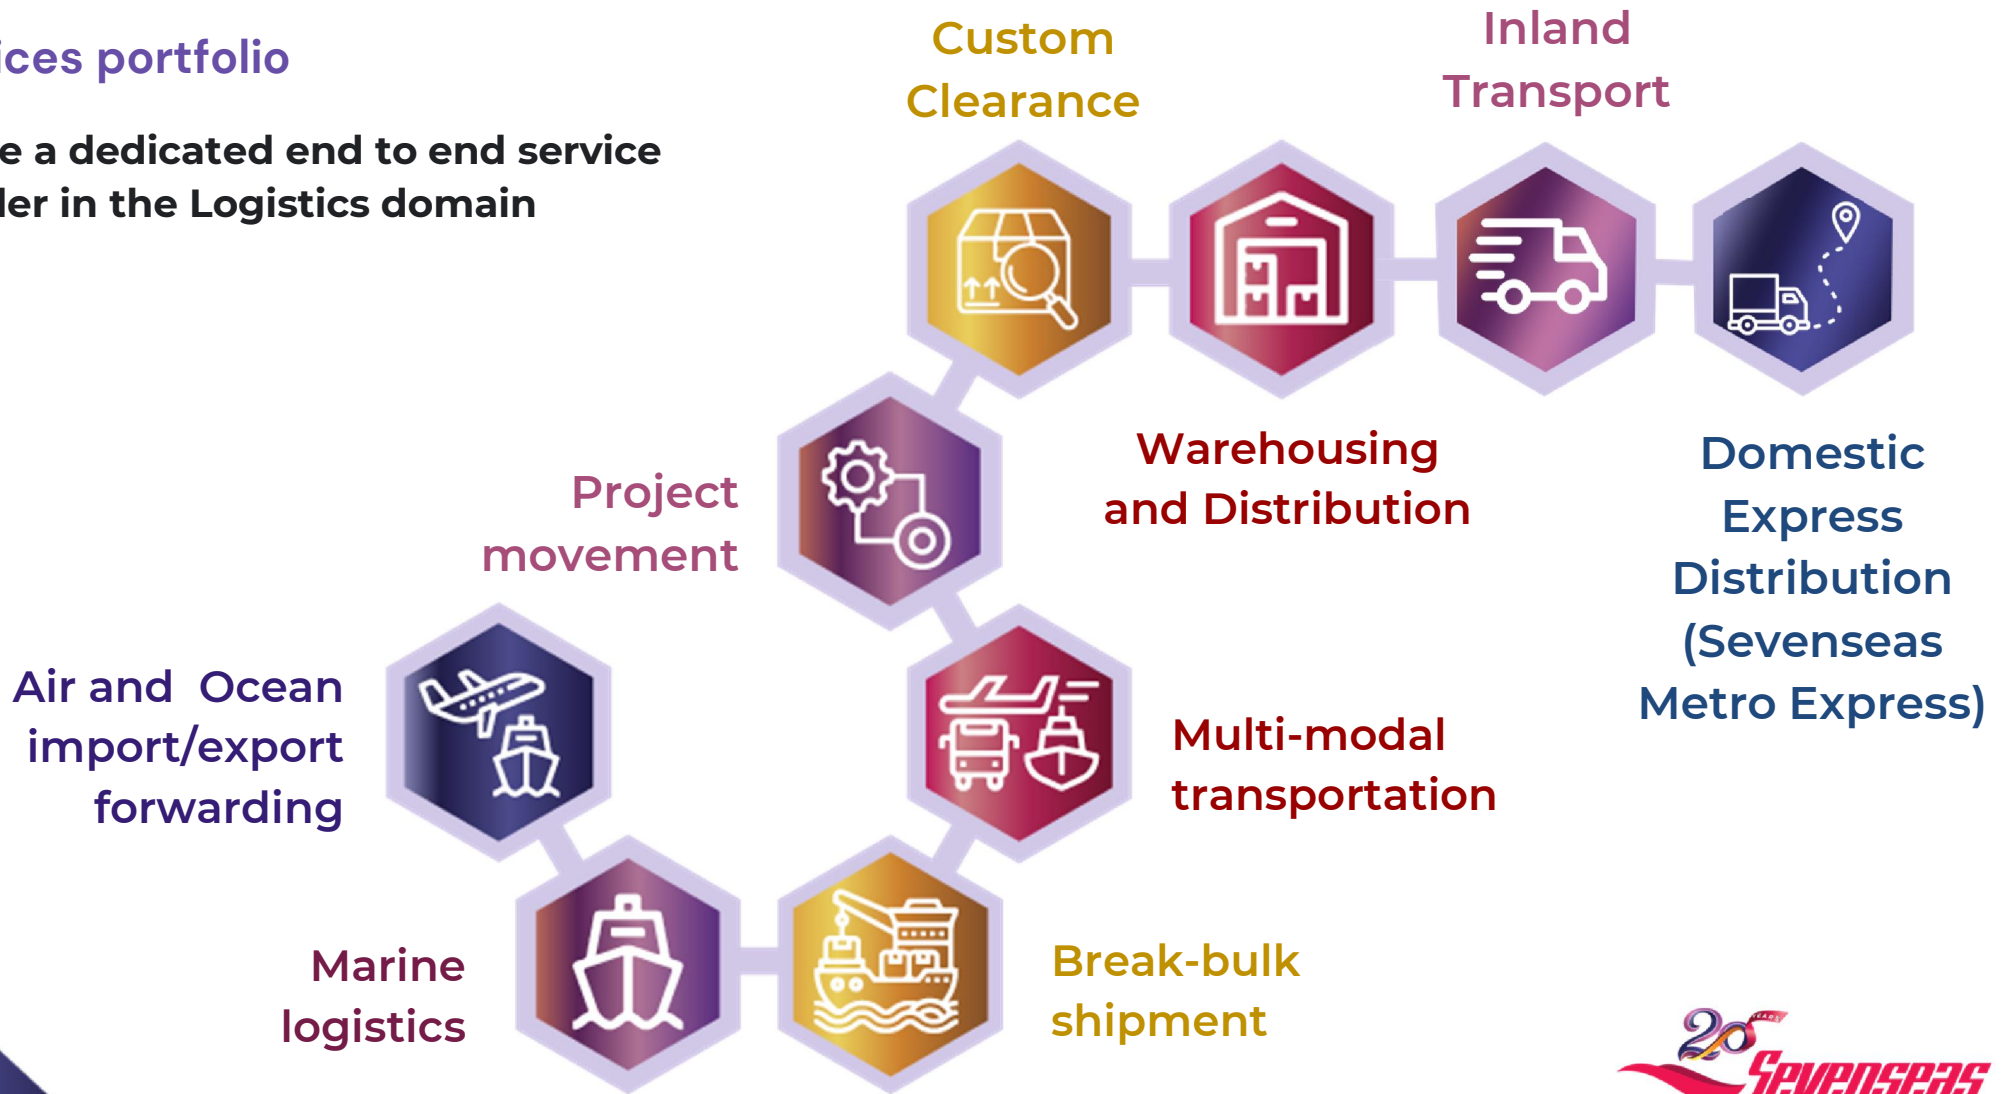 ices portfolio
e a dedicated end to end service
ler in the Logistics domain
Custom
Clearance
Inland
Transport
Warehousing
and Distribution
Domestic
Express
Distribution
(Sevenseas
Metro Express)
Project
movement
Air and  Ocean
import/export
forwarding
Multi-modal
transportation
Marine
logistics
Break-bulk
shipment
20 YEARS
Sevenseas